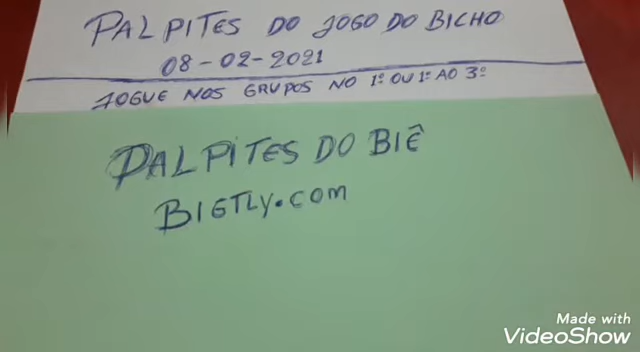 PALPITES DO JOGO DO BICHO
08-02-2021
JOGUE NOS GRUPOS NO 1º OU 1º AO 3º
PALPITES DO BIÊ
BIGTLY.COM
Made with
VideoShow